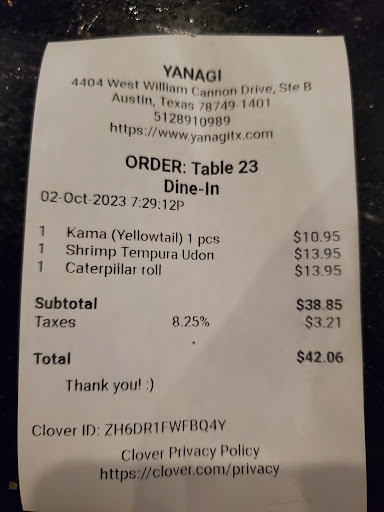 YANAGI
4404 West William Cannon Drive, Ste B
Austin, Texas 78749-1401
5128910989
https://www.yanagitx.com
ORDER: Table 23
Dine-In
02-Oct-2023 7:29:12P
1 Kama (Yellowtail) 1 pcs $10.95
1 Shrimp Tempura Udon $13.95
1 Caterpillar roll $13.95
Subtotal $38.85
Taxes 8.25% $3.21
Total $42.06
Thank you! :)
Clover ID: ZH6DR1FWFBQ4Y
Clover Privacy Policy
https://clover.com/privacy